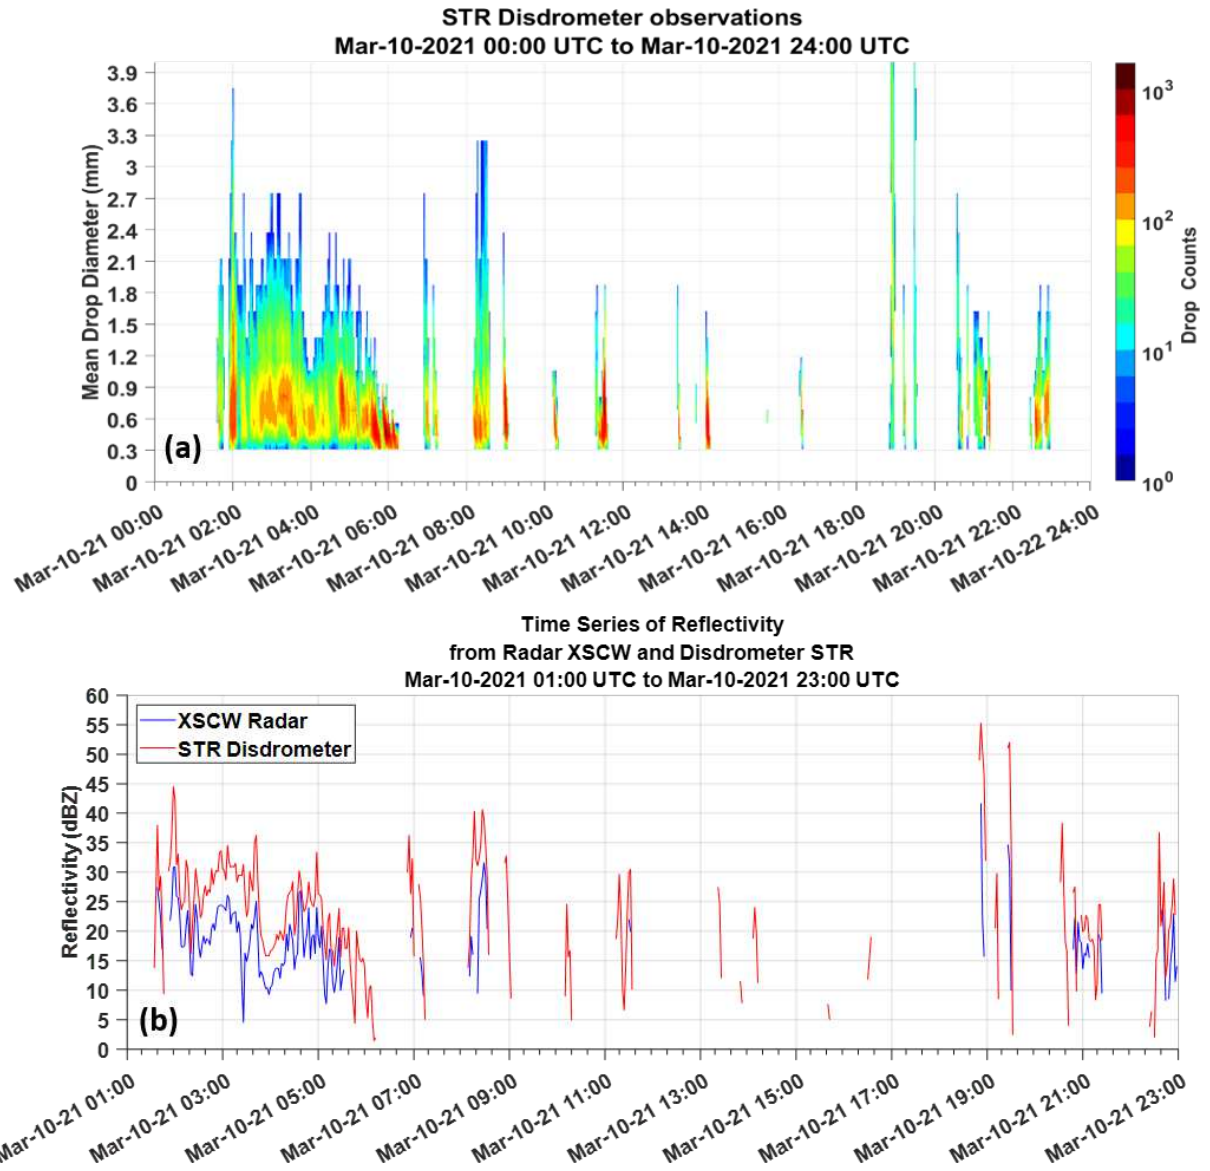 STR Disdrometer observations
Mar-10-2021 00:00 UTC to Mar-10-2021 24:00 UTC
3.9
3.6
3.3
3
2.7
2.4
2.1
1.8
1.5
1.2
0.9
0.6
0.3
0
Mean Drop Diameter (mm)
(a)
10^3
10^2
10^1
10^0
Drop Counts
Mar-10-21 00:00
Mar-10-21 02:00
Mar-10-21 04:00
Mar-10-21 06:00
Mar-10-21 08:00
Mar-10-21 10:00
Mar-10-21 12:00
Mar-10-21 14:00
Mar-10-21 16:00
Mar-10-21 18:00
Mar-10-21 20:00
Mar-10-21 22:00
Mar-10-22 24:00
Time Series of Reflectivity
from Radar XSCW and Disdrometer STR
Mar-10-2021 01:00 UTC to Mar-10-2021 23:00 UTC
60
55
50
45
40
35
30
25
20
15
10
5
0
Reflectivity (dBZ)
XSCW Radar
STR Disdrometer
(b)
Mar-10-21 01:00
Mar-10-21 03:00
Mar-10-21 05:00
Mar-10-21 07:00
Mar-10-21 09:00
Mar-10-21 11:00
Mar-10-21 13:00
Mar-10-21 15:00
Mar-10-21 17:00
Mar-10-21 19:00
Mar-10-21 21:00
Mar-10-21 23:00